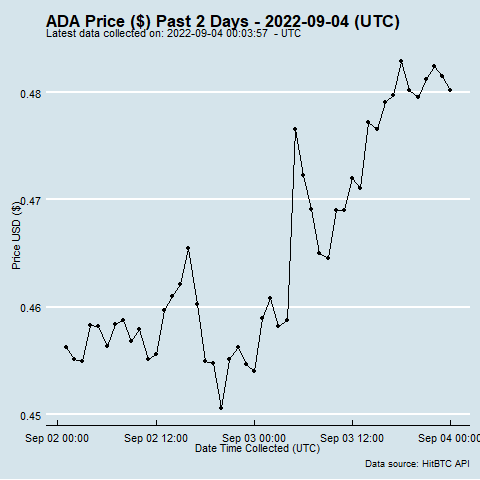 ADA Price ($) Past 2 Days - 2022-09-04 (UTC)
Latest data collected on: 2022-09-04 00:03:57 - UTC
0.48
0.47
0.46
0.45
Price USD ($)
Sep 02 00:00 Sep 02 12:00 Sep 03 00:00 Sep 03 12:00 Sep 04 00:00
Date Time Collected (UTC)
Data source: HitBTC API